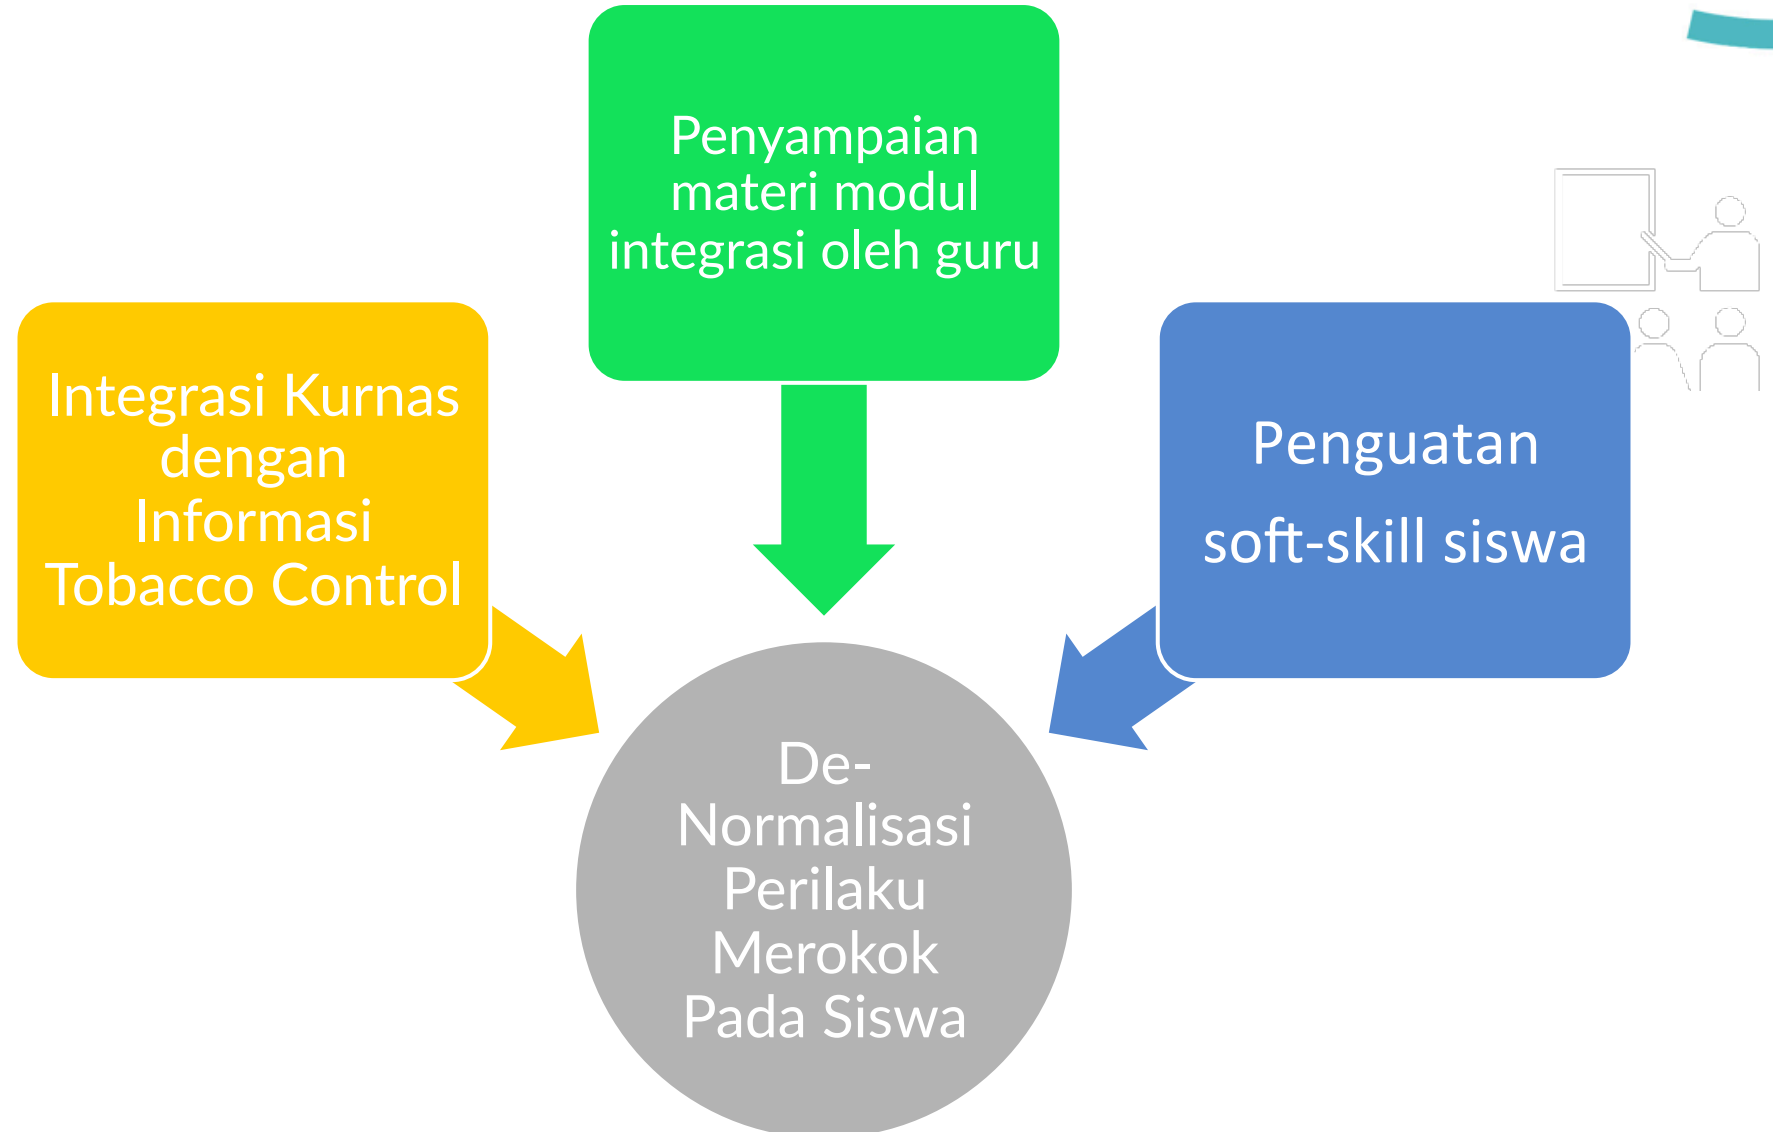 Penyampaian
materi modul
integrasi oleh guru
Integrasi Kurnas
dengan
Informasi
Tobacco Control
Penguatan
soft-skill siswa
De-
Normalisasi
Perilaku
Merokok
Pada Siswa